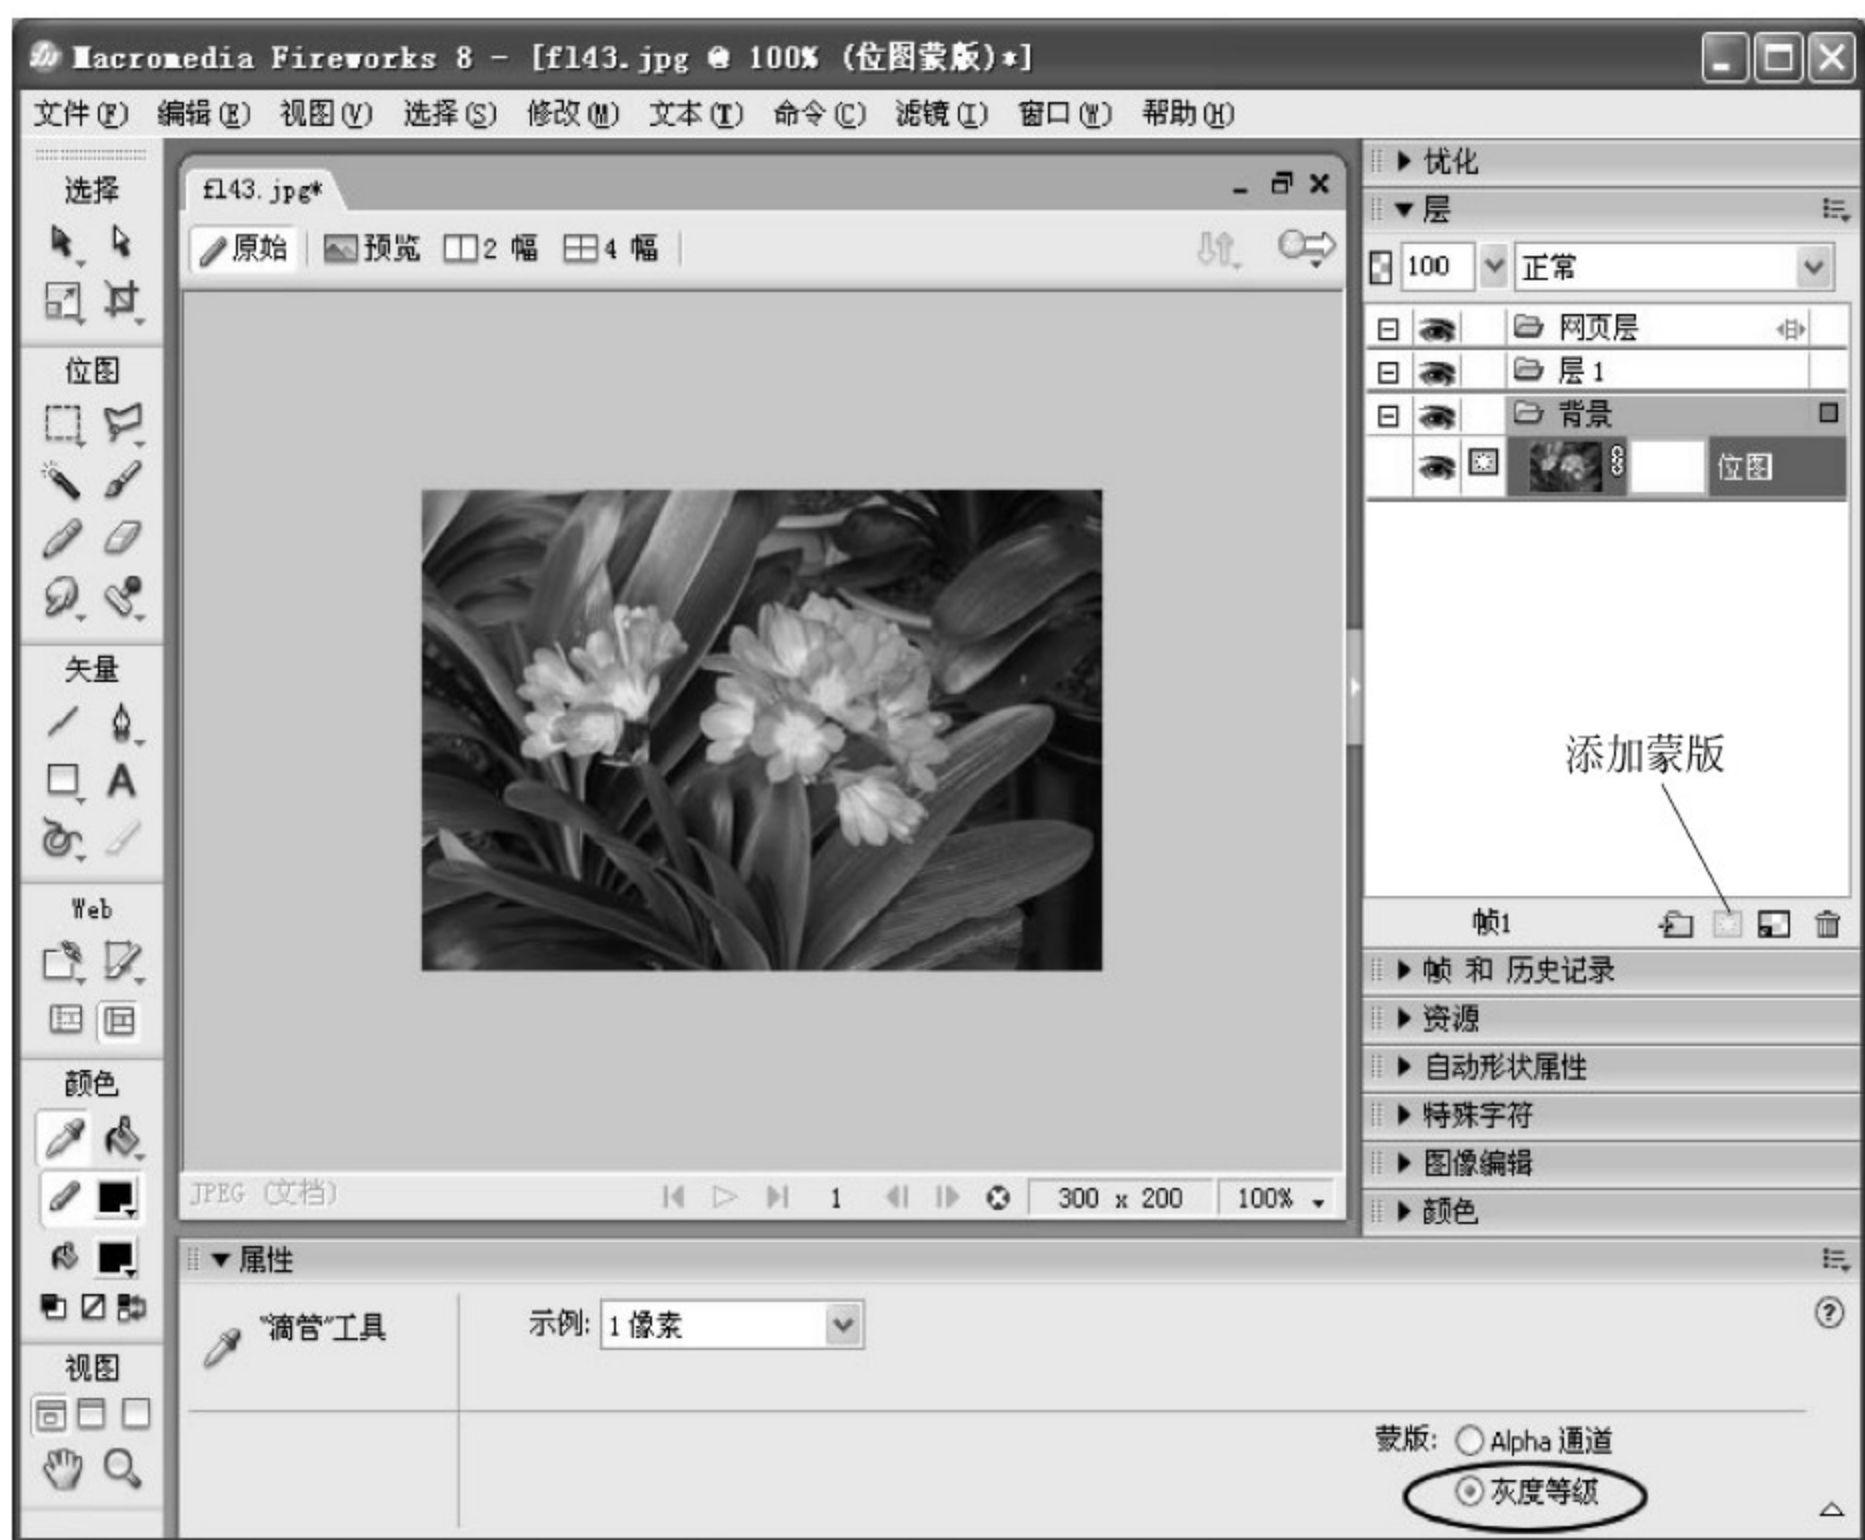 Macromedia Fireworks 8 - [fl43.jpg @ 100% (位图蒙版)*]
文件(F) 编辑(E) 视图(V) 选择(S) 修改(M) 文本(T) 命令(C) 滤镜(I) 窗口(W) 帮助(H)
选择
位图
矢量
A
Web
颜色
视图
fl43.jpg*
原始 预览 2 幅 4 幅
JPEG (文档) 1 300 x 200 100%
优化
层
100 正常
网页层
层 1
背景
位图
添加蒙版
帧1
帧 和 历史记录
资源
自动形状属性
特殊字符
图像编辑
颜色
属性
"滴管"工具 示例: 1 像素
?
蒙版: Alpha 通道
灰度等级